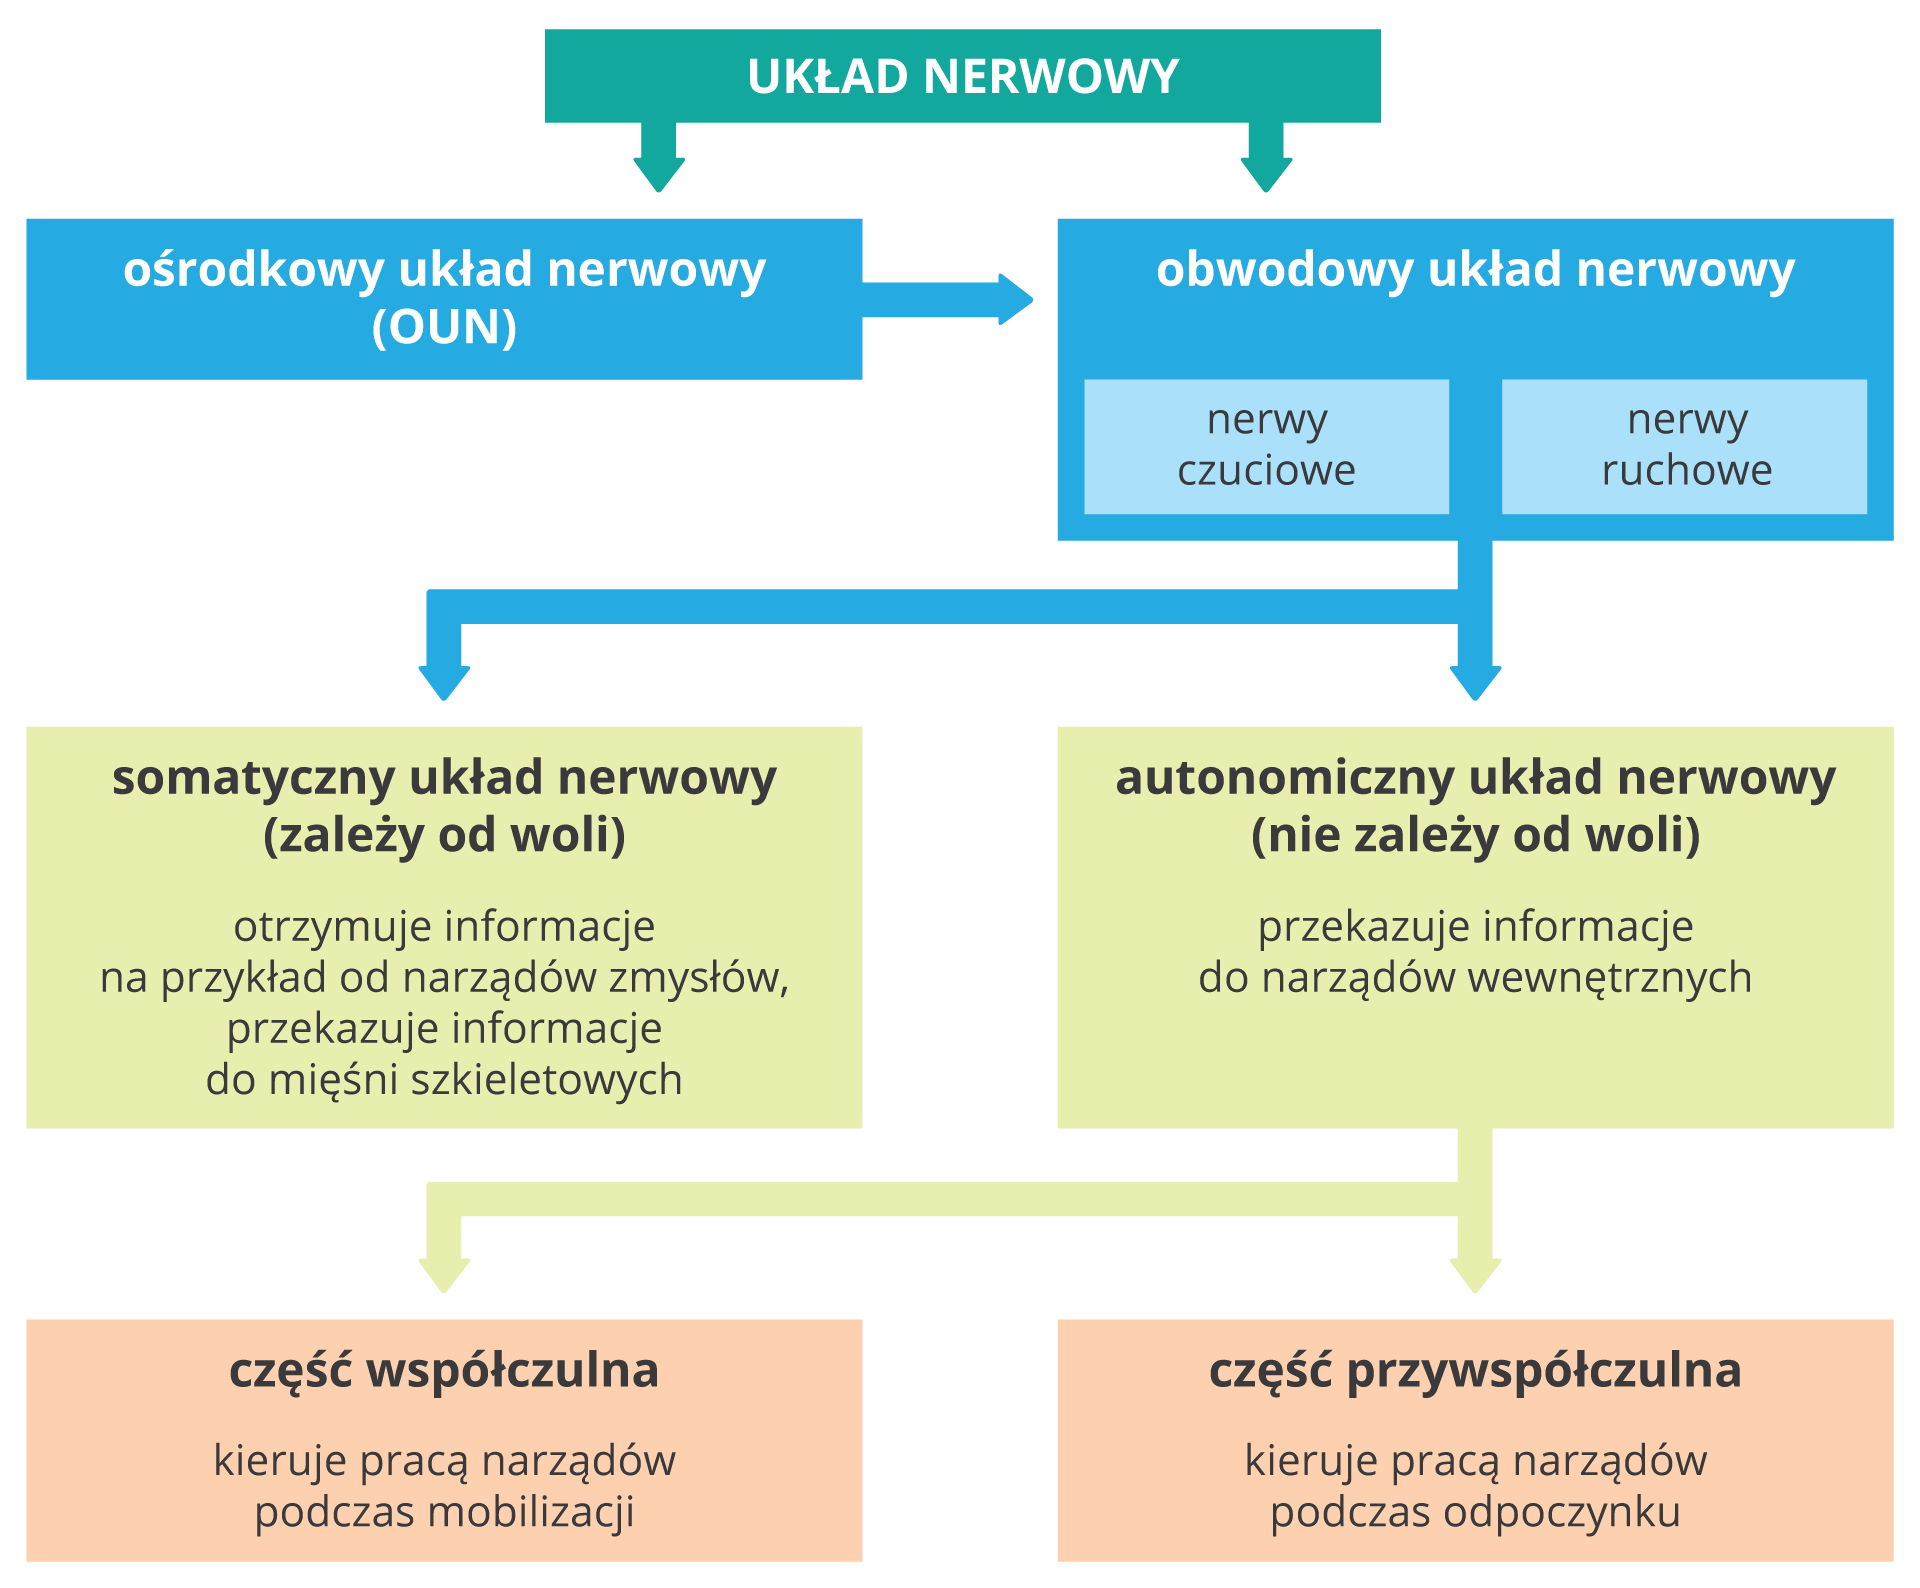 UKŁAD NERWOWY
ośrodkowy układ nerwowy
(OUN)
obwodowy układ nerwowy
nerwy
czuciowe
nerwy
ruchowe
somatyczny układ nerwowy
(zależy od woli)
otrzymuje informacje
na przykład od narządów zmysłów,
przekazuje informacje
do mięśni szkieletowych
autonomiczny układ nerwowy
(nie zależy od woli)
przekazuje informacje
do narządów wewnętrznych
część współczulna
kieruje pracą narządów
podczas mobilizacji
część przywspółczulna
kieruje pracą narządów
podczas odpoczynku